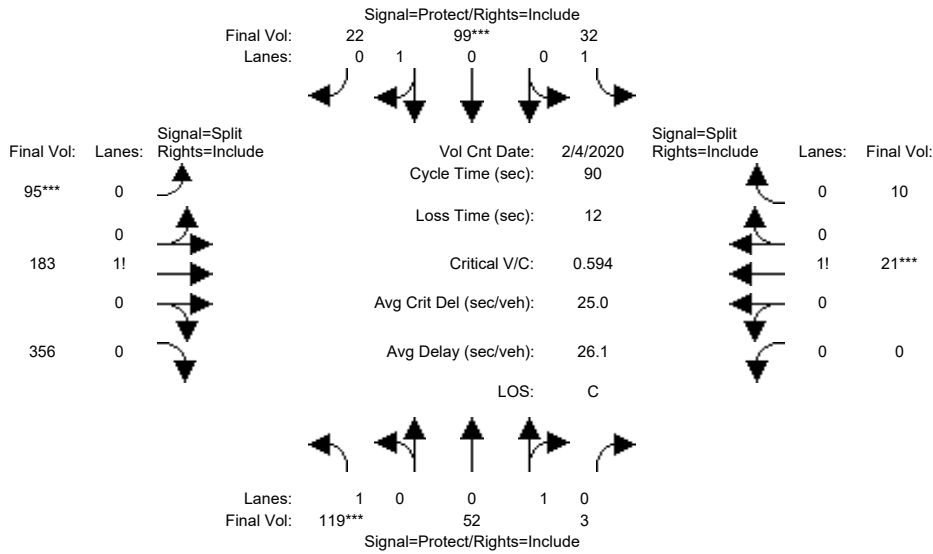 Signal=Protect/Rights=Include
Final Vol: 22 99*** 32
Lanes: 0 1 0 0 1
Signal=Split Signal=Split
Final Vol: Lanes: Rights=Include Vol Cnt Date: 2/4/2020 Rights=Include Lanes: Final Vol:
Cycle Time (sec): 90
95*** 0 0 10
Loss Time (sec): 12
0 0
183 1! Critical V/C: 0.594 1! 21***
0 Avg Crit Del (sec/veh): 25.0 0
356 0 Avg Delay (sec/veh): 26.1 0 0
LOS: C
Lanes: 1 0 0 1 0
Final Vol: 119*** 52 3
Signal=Protect/Rights=Include